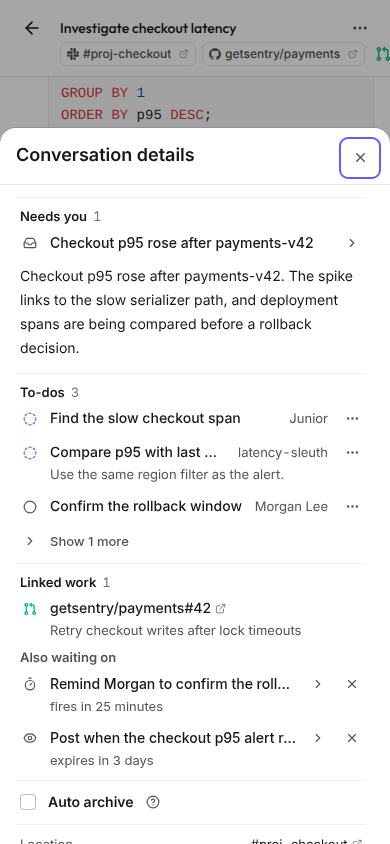 Investigate checkout latency
#proj-checkout
getsentry/payments
GROUP BY 1
ORDER BY p95 DESC;
Conversation details
Needs you 1
Checkout p95 rose after payments-v42
Checkout p95 rose after payments-v42. The spike
links to the slow serializer path, and deployment
spans are being compared before a rollback
decision.
To-dos 3
Find the slow checkout span Junior
Compare p95 with last ... latency-sleuth
Use the same region filter as the alert.
Confirm the rollback window Morgan Lee
Show 1 more
Linked work 1
getsentry/payments#42
Retry checkout writes after lock timeouts
Also waiting on
Remind Morgan to confirm the roll...
fires in 25 minutes
Post when the checkout p95 alert r...
expires in 3 days
Auto archive
Location #proj-checkout